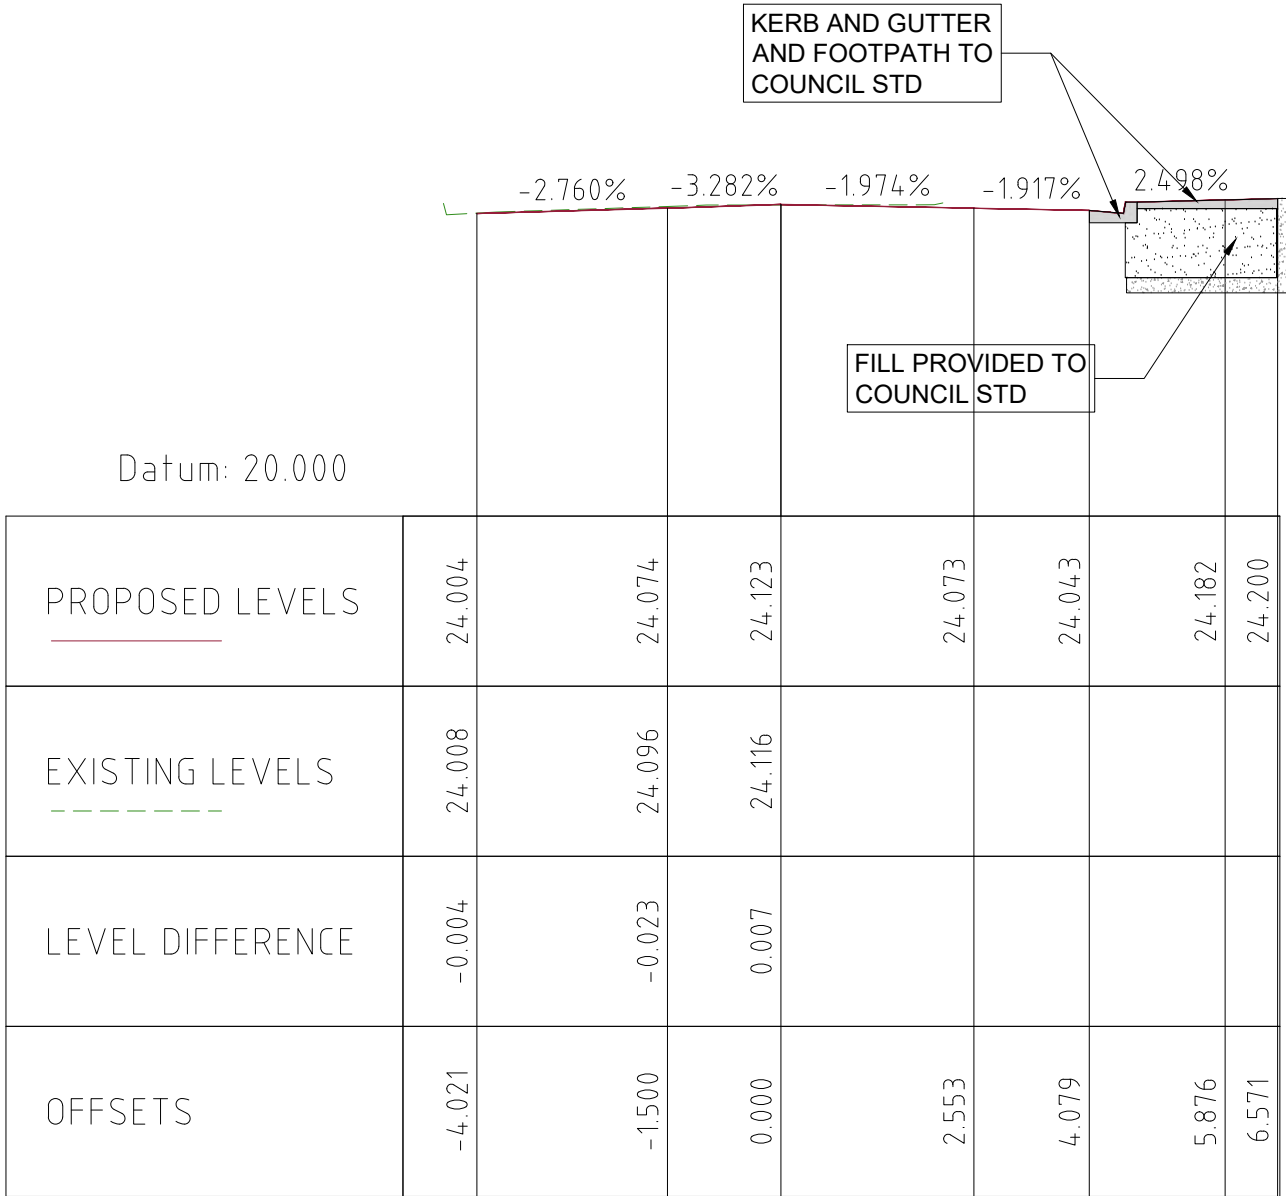 KERB AND GUTTER
AND FOOTPATH TO
COUNCIL STD
-2.760%
-3.282%
-1.974%
-1.917%
2.498%
FILL PROVIDED TO
COUNCIL STD
Datum: 20.000
PROPOSED LEVELS
24.004
24.074
24.123
24.073
24.043
24.182
24.200
EXISTING LEVELS
24.008
24.096
24.116
LEVEL DIFFERENCE
-0.004
-0.023
0.007
OFFSETS
-4.021
-1.500
0.000
2.553
4.079
5.876
6.571